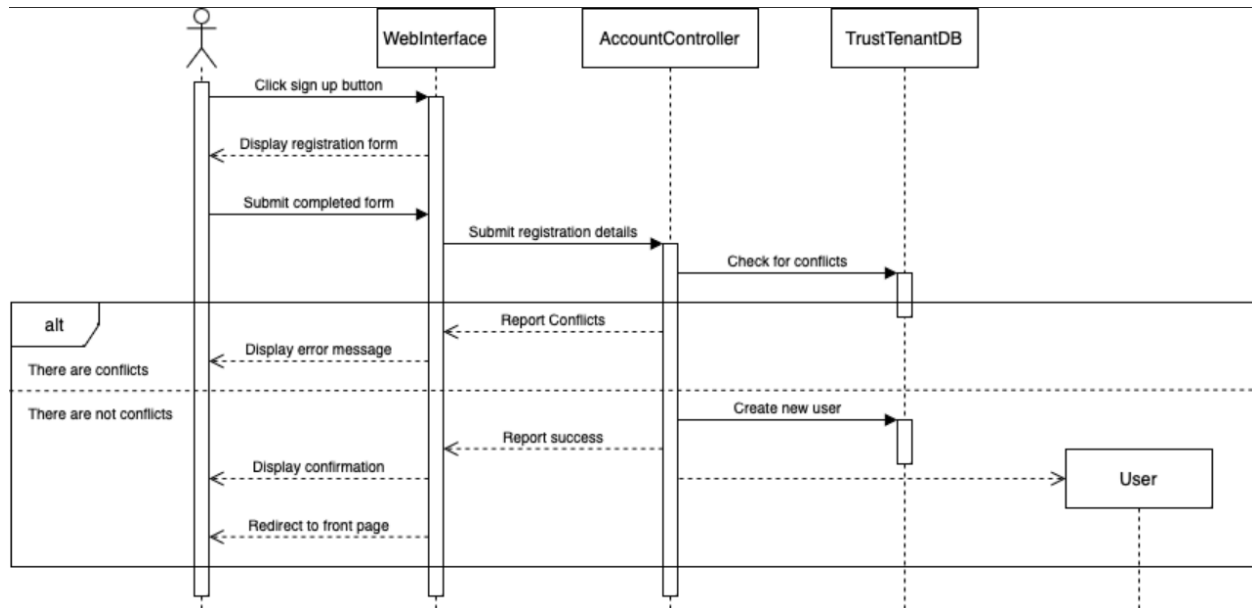 WebInterface
AccountController
TrustTenantDB
Click sign up button
Display registration form
Submit completed form
Submit registration details
Check for conflicts
alt
Report Conflicts
Display error message
There are conflicts
There are not conflicts
Create new user
Report success
Display confirmation
User
Redirect to front page